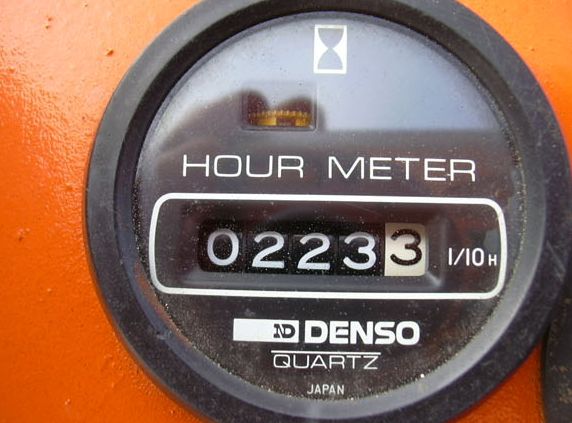 HOUR METER
02233 1/10 H
ND DENSO
QUARTZ
JAPAN